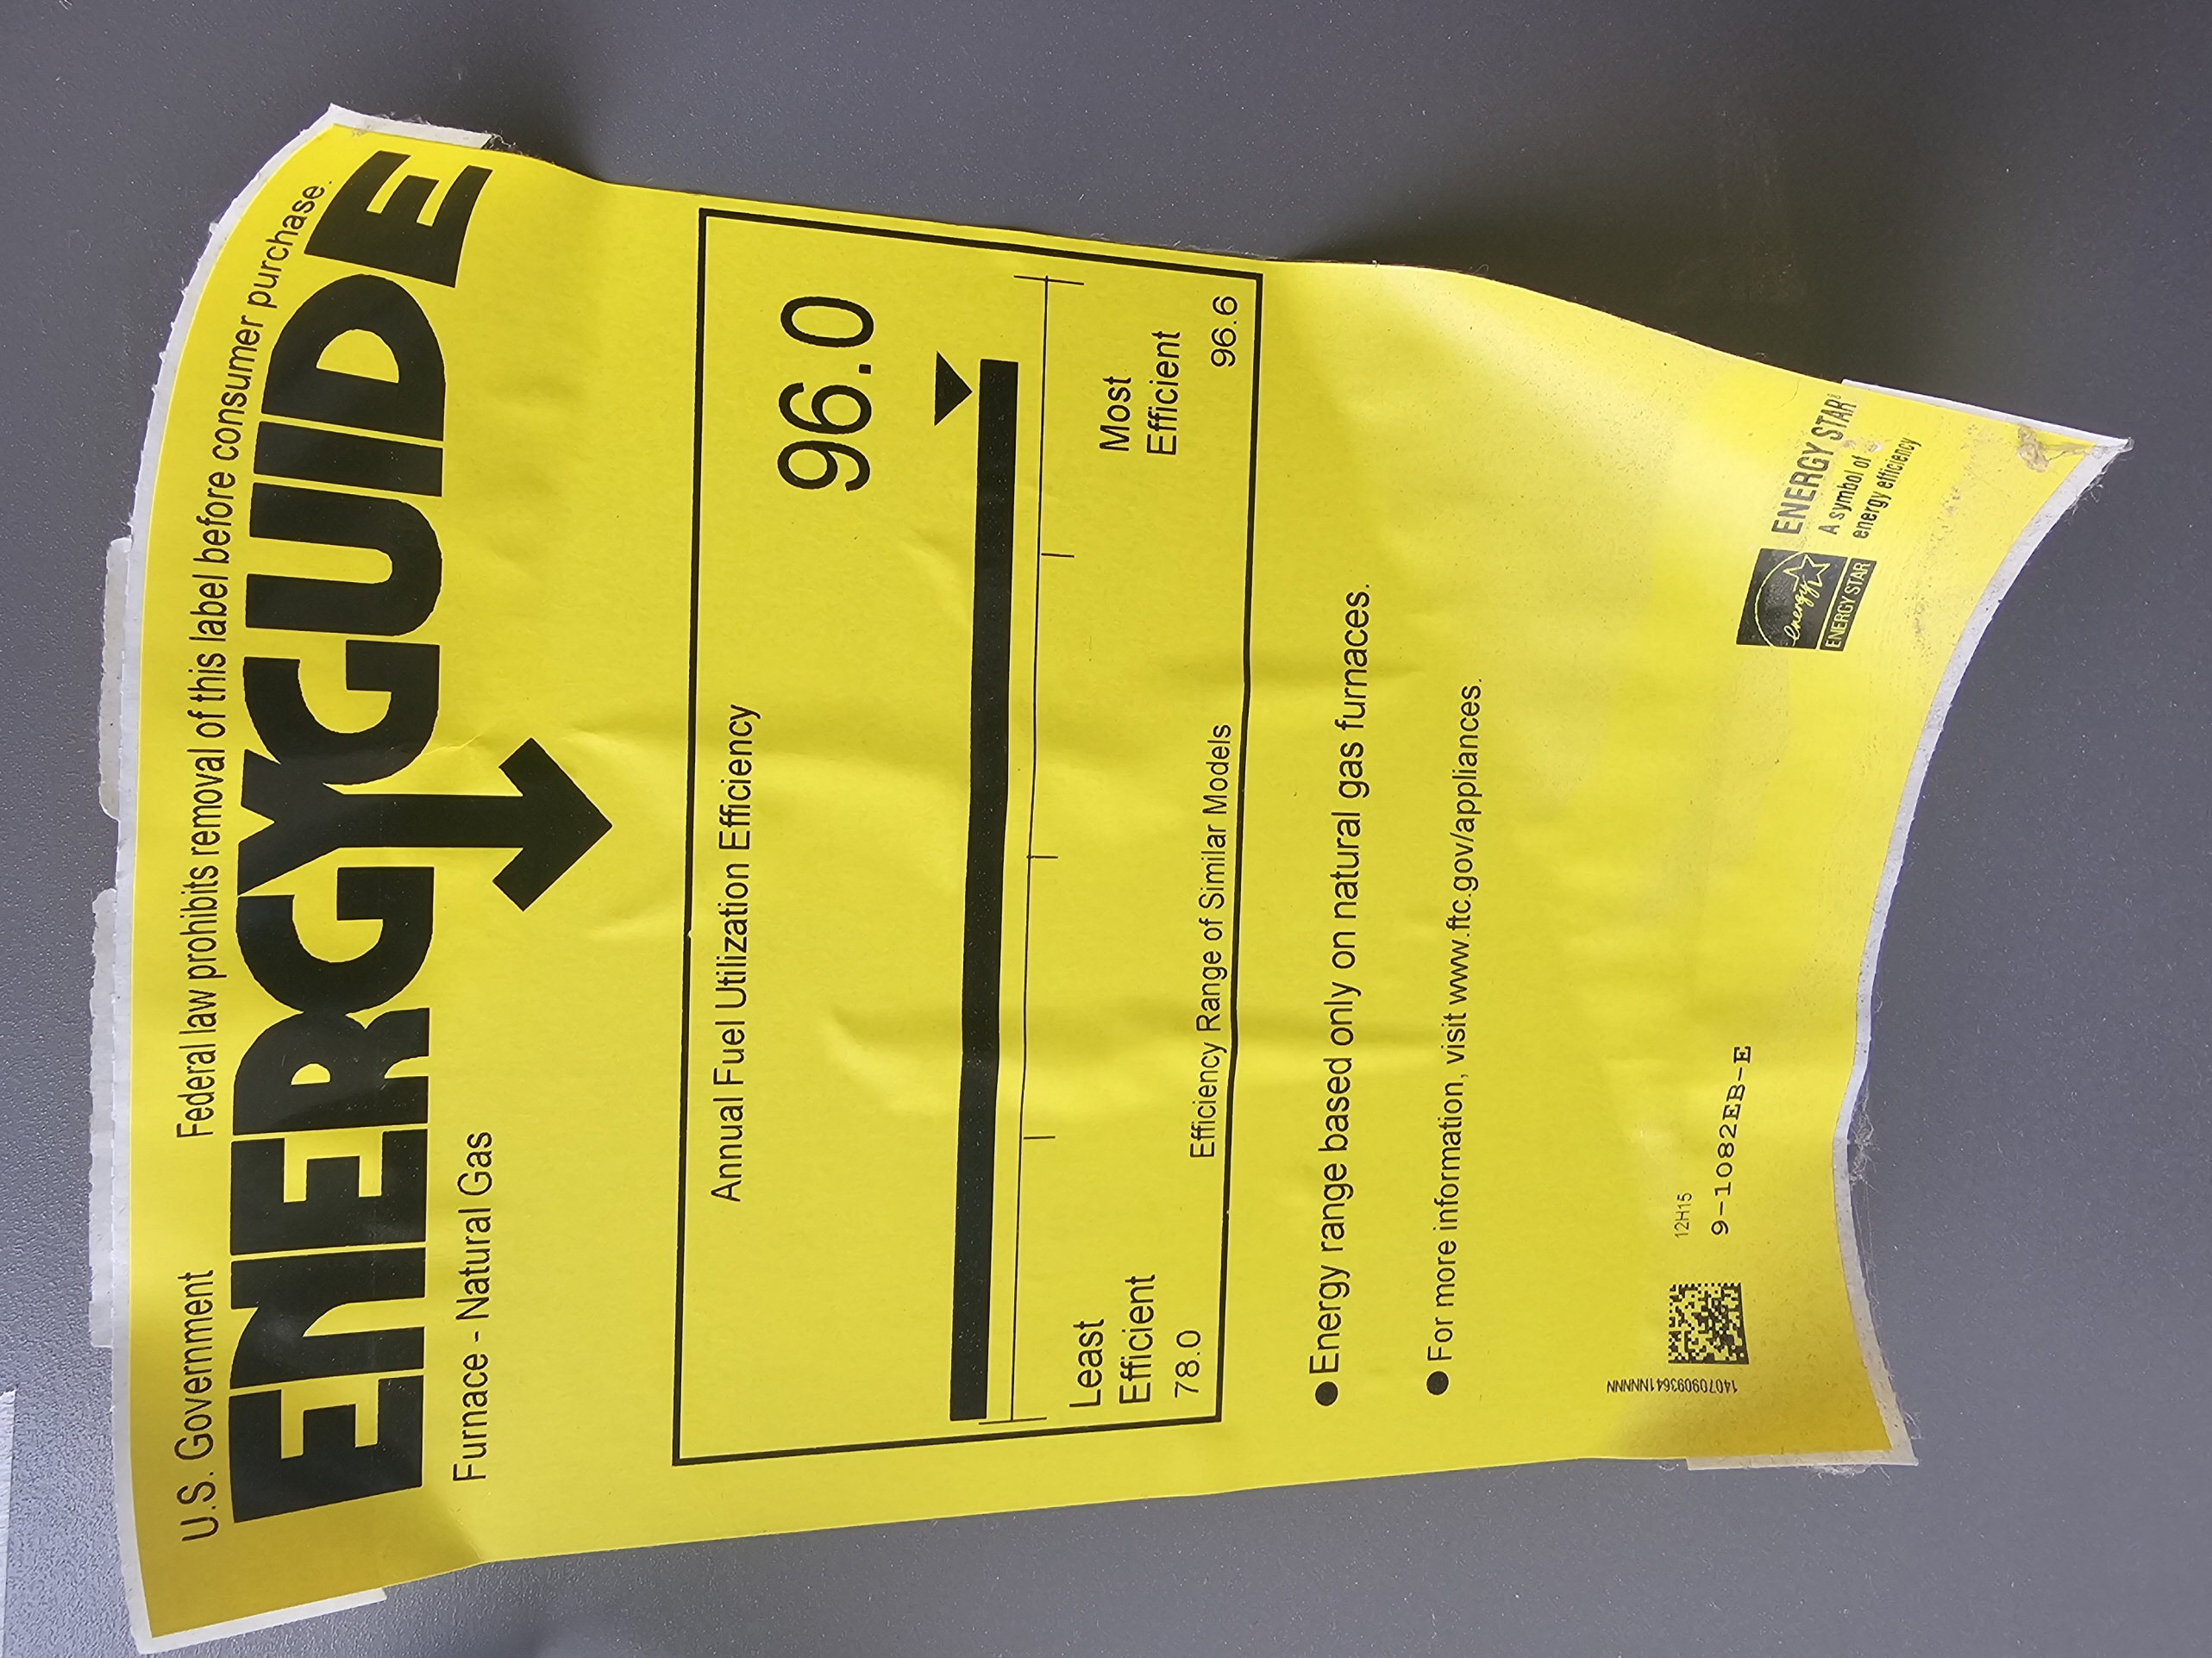 U.S. Government Federal law prohibits removal of this label before consumer purchase.
ENERGYGUIDE
Furnace - Natural Gas
Annual Fuel Utilization Efficiency
96.0
Least
Efficient
78.0
Most
Efficient
96.6
Efficiency Range of Similar Models
● Energy range based only on natural gas furnaces.
● For more information, visit www.ftc.gov/appliances.
140709093641NNNNN
12H15
9-1082EB-E
energy
ENERGY STAR
ENERGY STAR®
A symbol of
energy efficiency